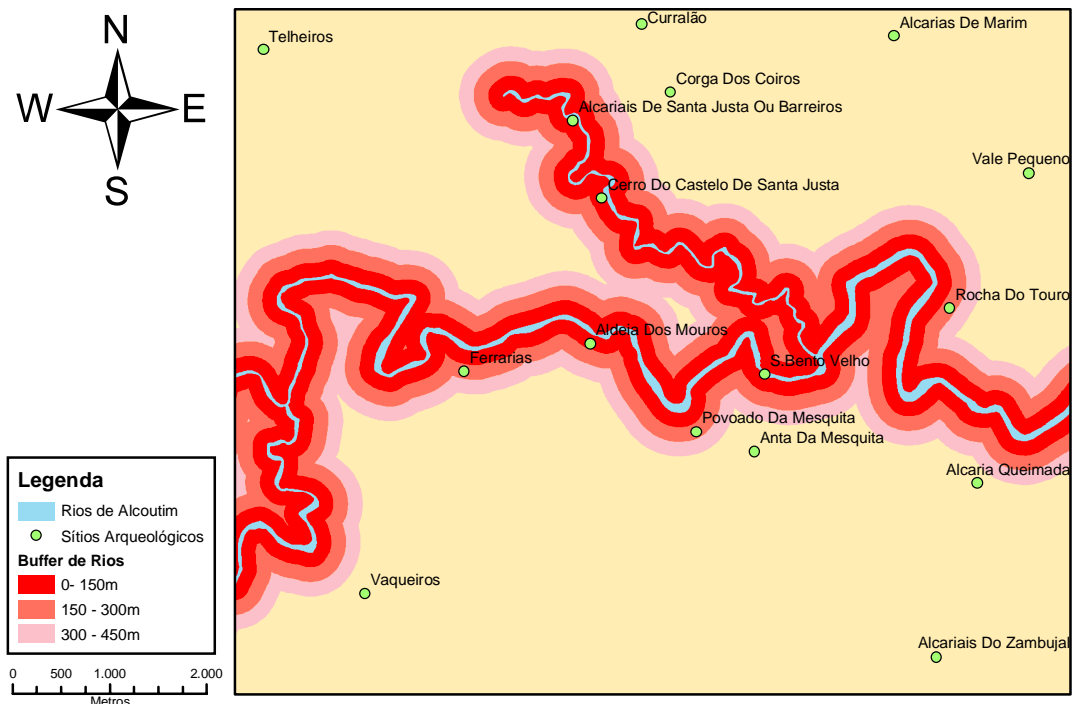 N
W E
S
Telheiros
Curralão
Alcarias De Marim
Corga Dos Coiros
Alcariais De Santa Justa Ou Barreiros
Vale Pequeno
Cerro Do Castelo De Santa Justa
Rocha Do Touro
Aldeia Dos Mouros
Ferrarias
S.Bento Velho
Povoado Da Mesquita
Anta Da Mesquita
Alcaria Queimada
Vaqueiros
Alcariais Do Zambujal
Legenda
Rios de Alcoutim
Sítios Arqueológicos
Buffer de Rios
0- 150m
150 - 300m
300 - 450m
0 500 1.000 2.000
Metros